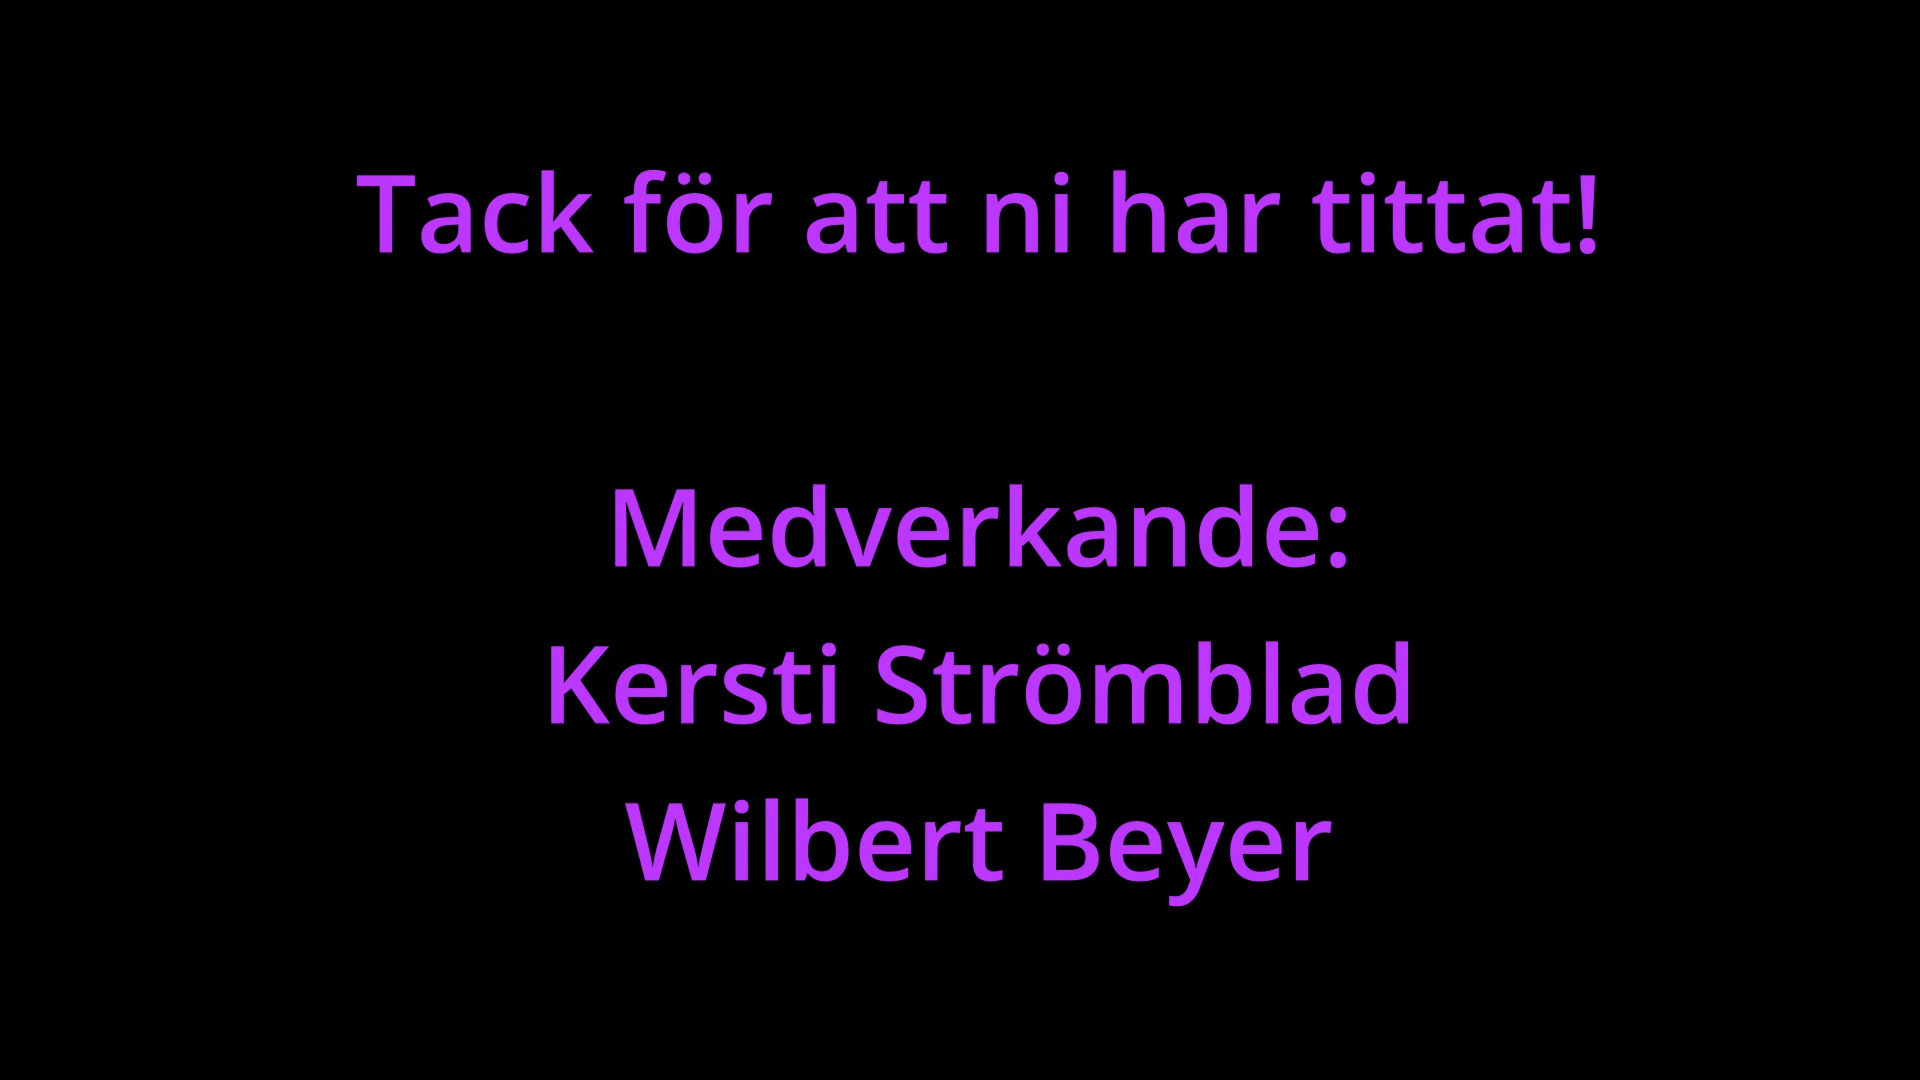 Tack för att ni har tittat!
Medverkande:
Kersti Strömblad
Wilbert Beyer